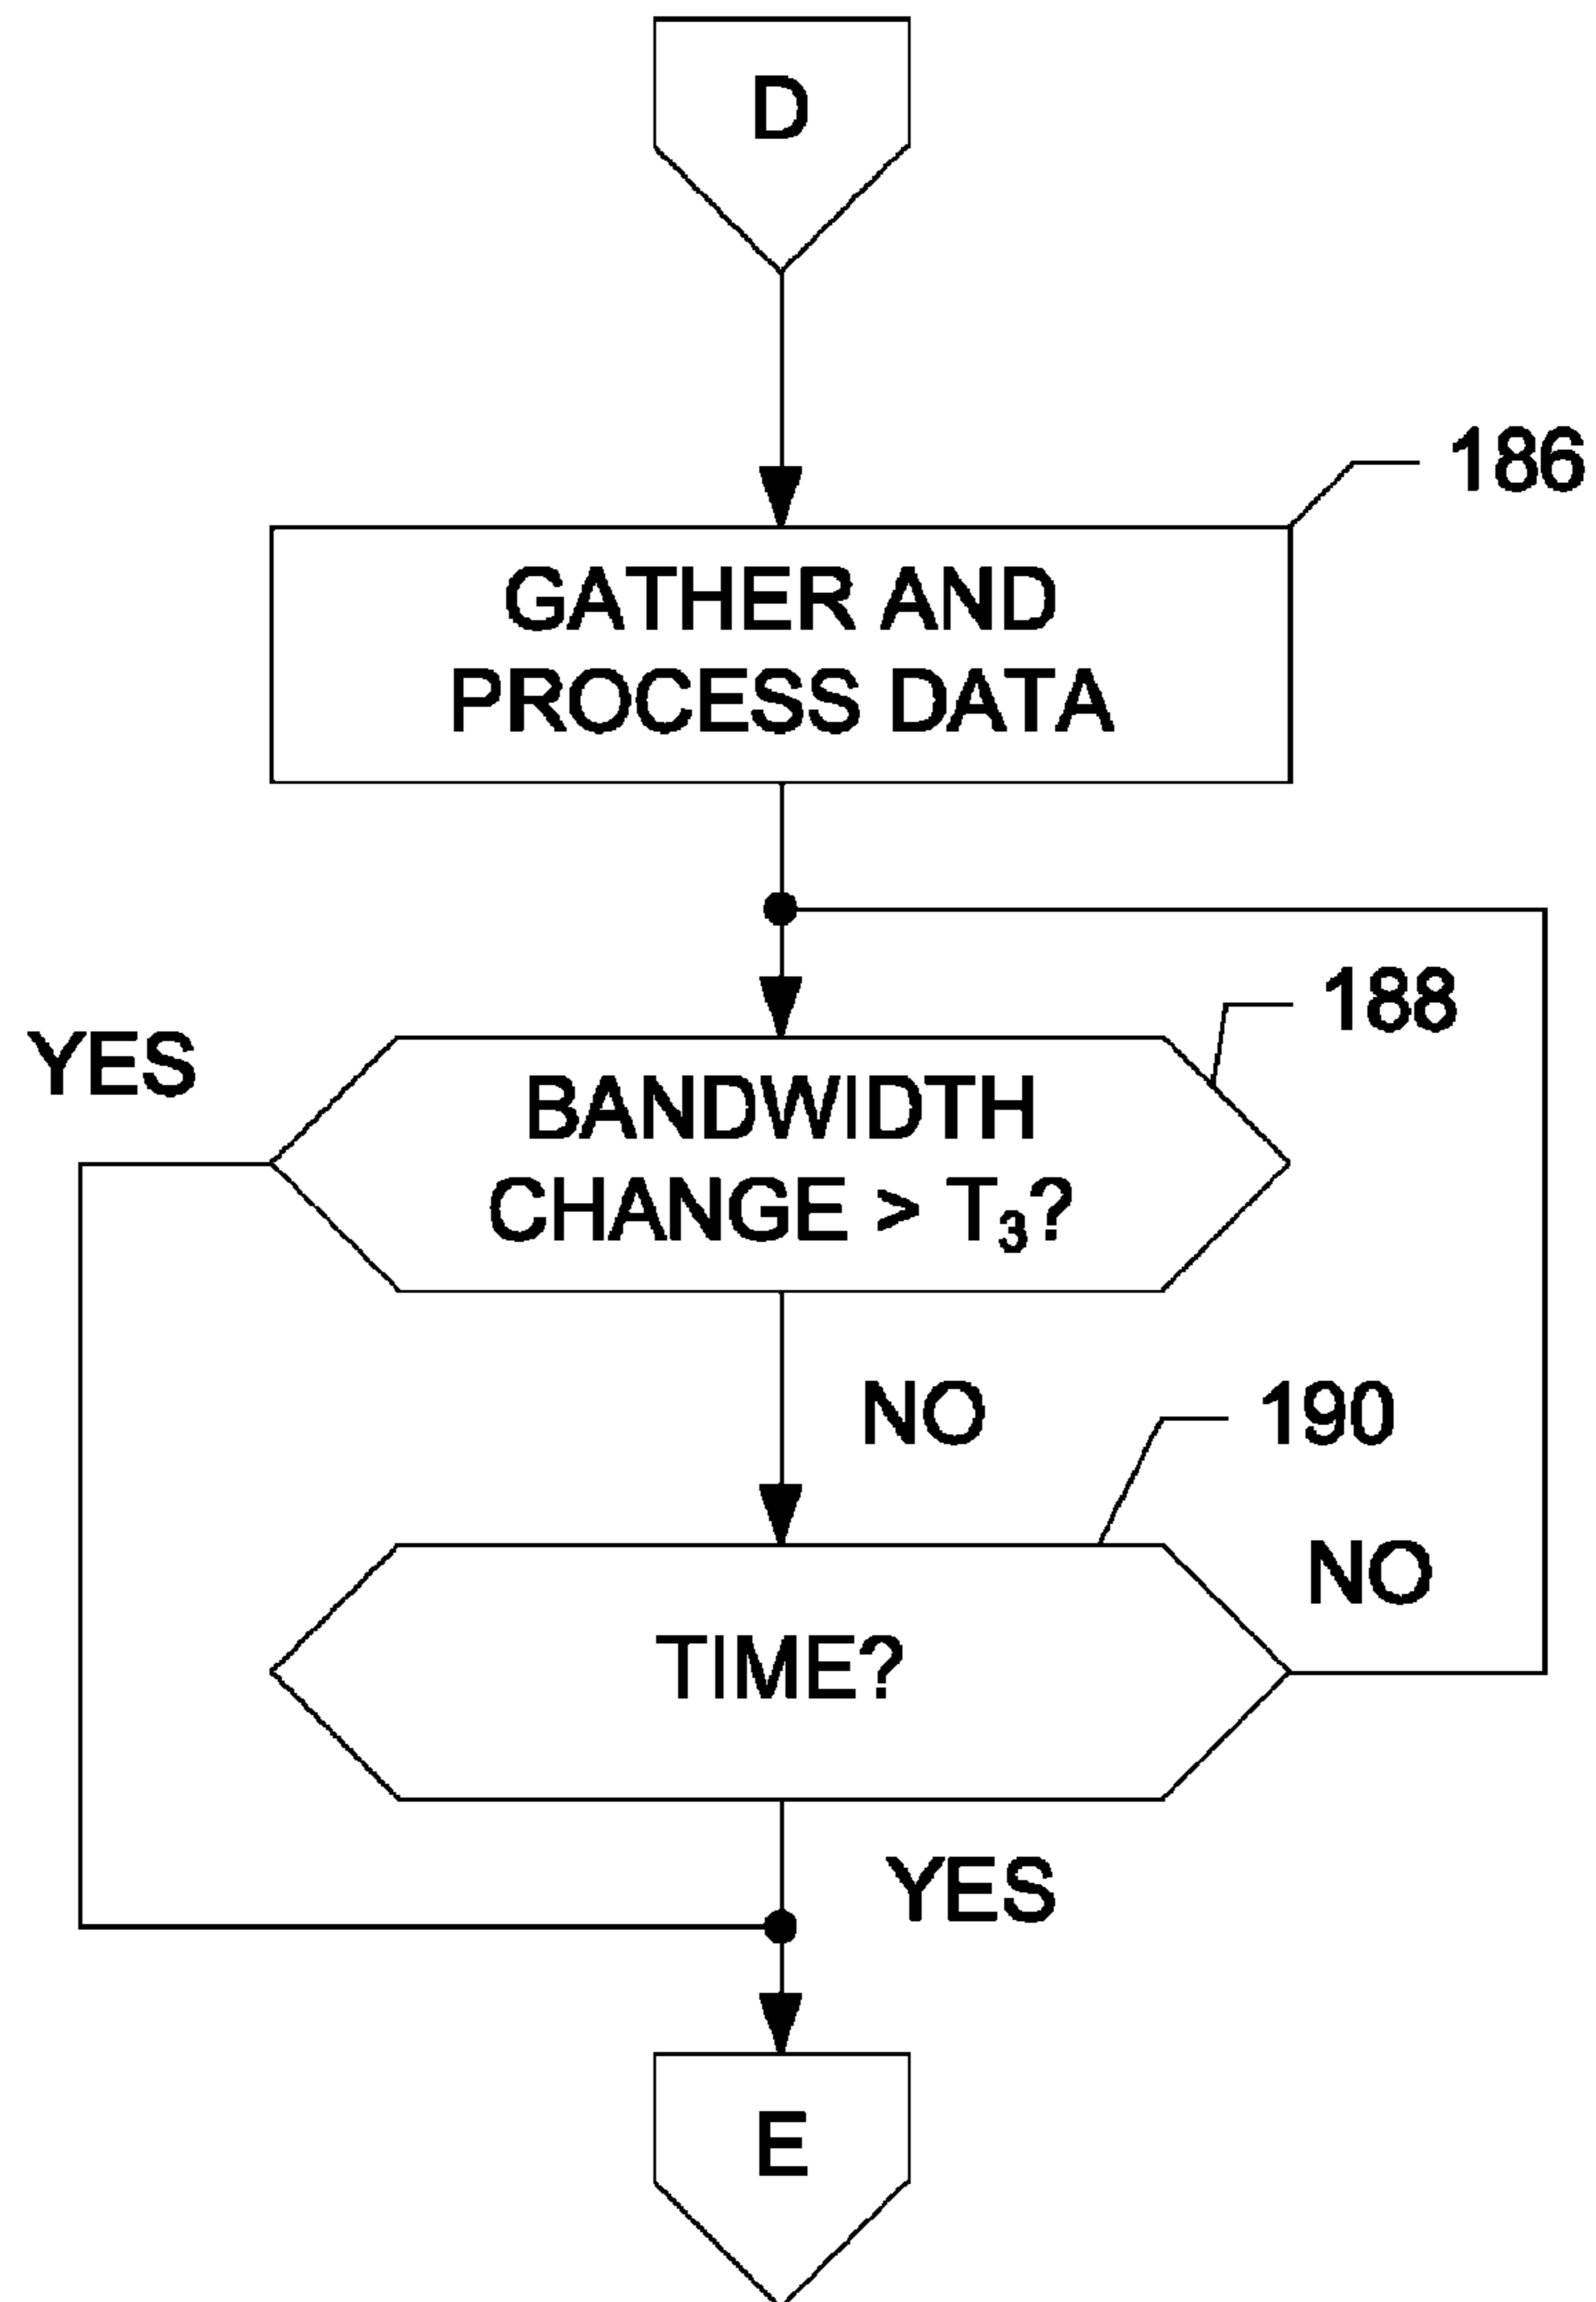 D
186
GATHER AND
PROCESS DATA
188
YES
BANDWIDTH
CHANGE > T₃?
NO
190
NO
TIME?
YES
E